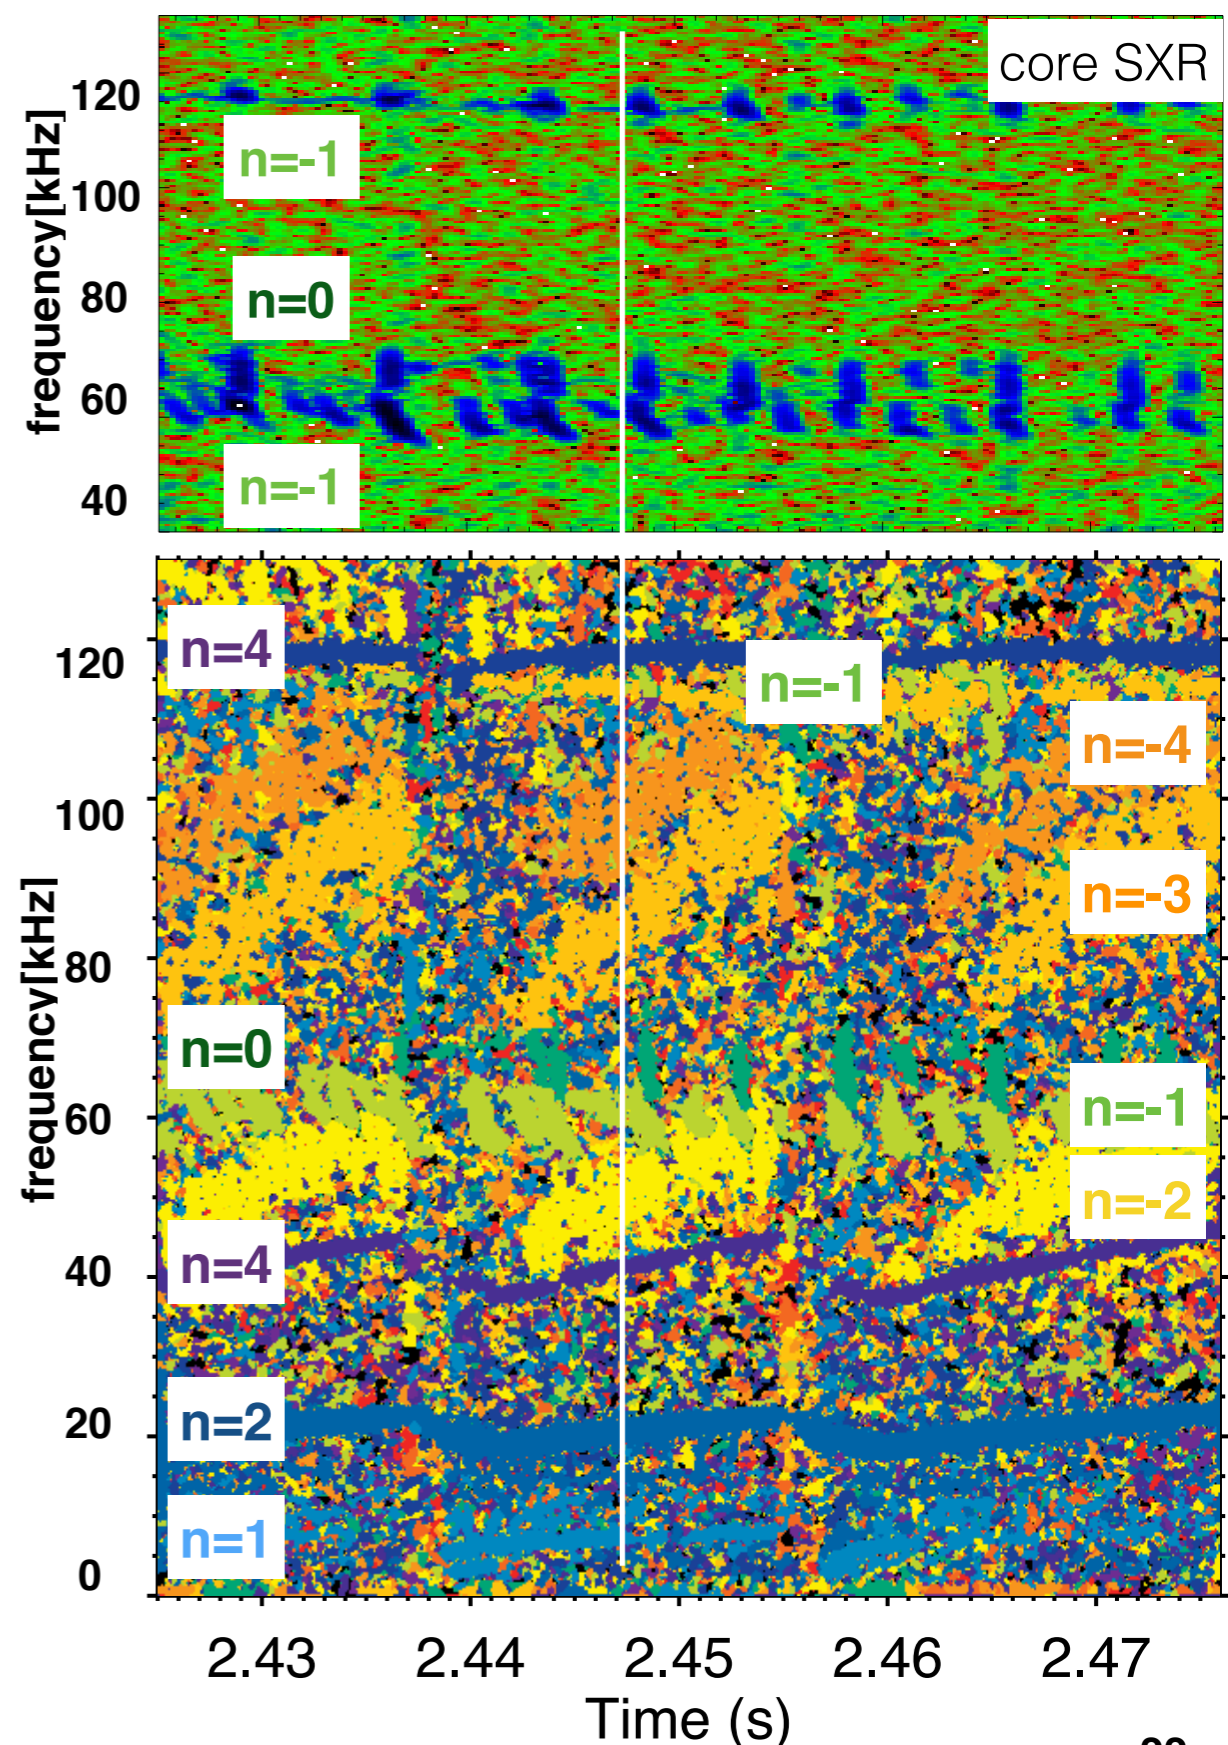 core SXR
frequency[kHz]
120
100
80
60
40
n=-1
n=0
n=-1
frequency[kHz]
120
100
80
60
40
20
0
n=4
n=-1
n=-4
n=-3
n=0
n=-1
n=-2
n=4
n=2
n=1
2.43 2.44 2.45 2.46 2.47
Time (s)